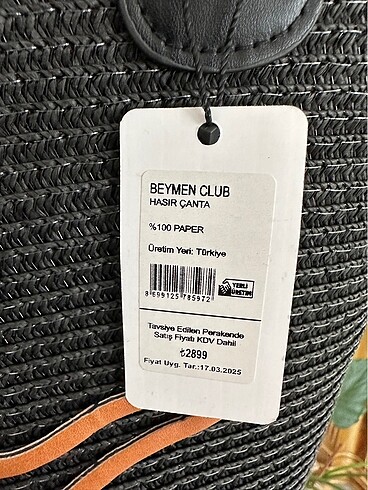 BEYMEN CLUB
HASIR ÇANTA
%100 PAPER
Üretim Yeri: Türkiye
8 699125 785972
YERLİ
ÜRETİM
Tavsiye Edilen Perakende
Satış Fiyatı KDV Dahil
₺2899
Fiyat Uyg. Tar.:17.03.2025